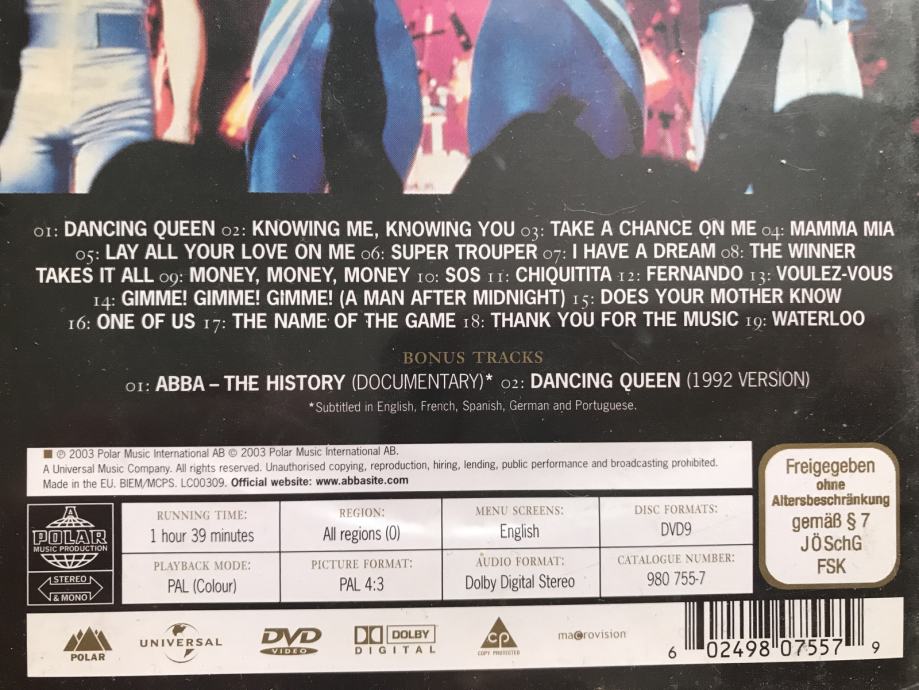 01: DANCING QUEEN 02: KNOWING ME, KNOWING YOU 03: TAKE A CHANCE ON ME 04: MAMMA MIA
05: LAY ALL YOUR LOVE ON ME 06: SUPER TROUPER 07: I HAVE A DREAM 08: THE WINNER
TAKES IT ALL 09: MONEY, MONEY, MONEY 10: SOS 11: CHIQUITITA 12: FERNANDO 13: VOULEZ-VOUS
14: GIMME! GIMME! GIMME! (A MAN AFTER MIDNIGHT) 15: DOES YOUR MOTHER KNOW
16: ONE OF US 17: THE NAME OF THE GAME 18: THANK YOU FOR THE MUSIC 19: WATERLOO
BONUS TRACKS
01: ABBA – THE HISTORY (DOCUMENTARY)* 02: DANCING QUEEN (1992 VERSION)
*Subtitled in English, French, Spanish, German and Portuguese.
℗ 2003 Polar Music International AB © 2003 Polar Music International AB.
A Universal Music Company. All rights reserved. Unauthorised copying, reproduction, hiring, lending, public performance and broadcasting prohibited.
Made in the EU. BIEM/MCPS. LC00309. Official website: www.abbasite.com
A
POLAR
MUSIC PRODUCTION
STEREO
& MONO
RUNNING TIME:
1 hour 39 minutes
REGION:
All regions (0)
MENU SCREENS:
English
DISC FORMATS:
DVD9
PLAYBACK MODE:
PAL (Colour)
PICTURE FORMAT:
PAL 4:3
AUDIO FORMAT:
Dolby Digital Stereo
CATALOGUE NUMBER:
980 755-7
Freigegeben
ohne
Altersbeschränkung
gemäß § 7
JÖSchG
FSK
POLAR
UNIVERSAL
DVD
VIDEO
DOLBY
DIGITAL
CP
COPY PROTECTED
macrovision
6 02498 07557 9